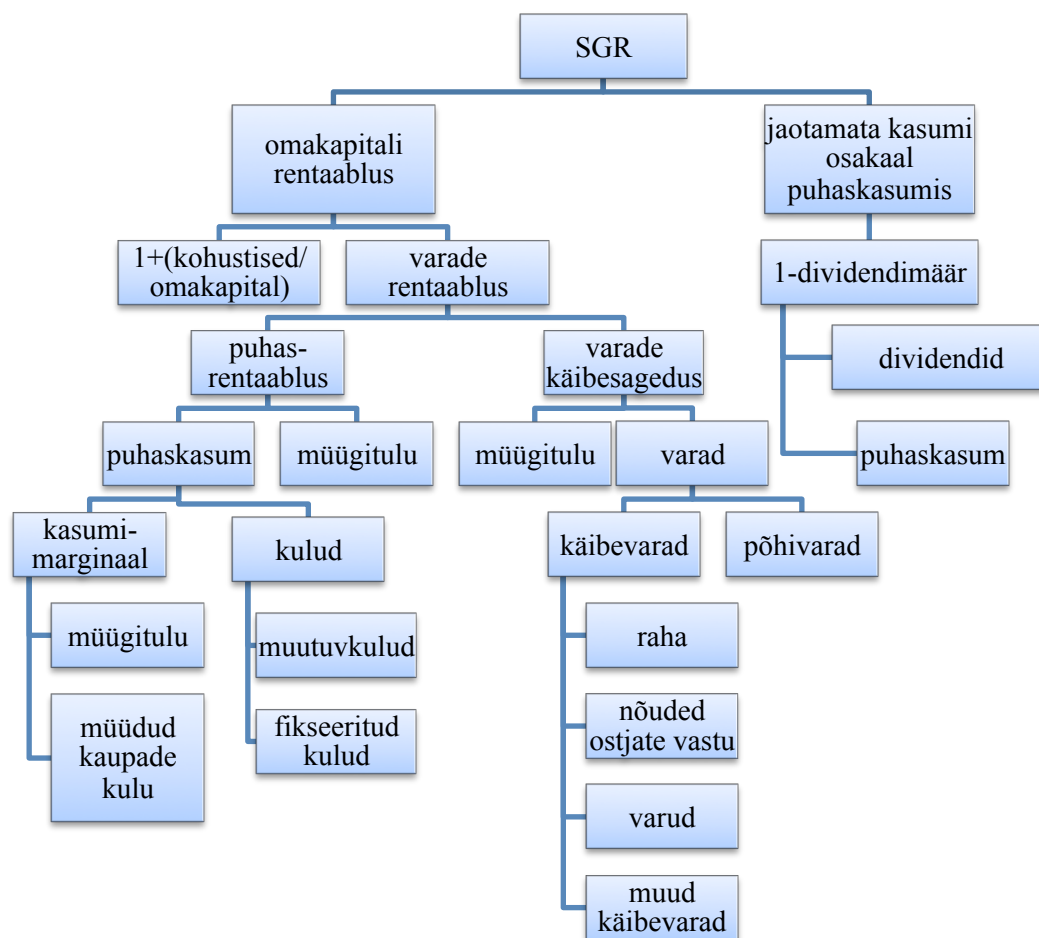 SGR
omakapitali
rentaablus
jaotamata kasumi
osakaal
puhaskasumis
1+(kohustised/
omakapital)
varade
rentaablus
1-dividendimäär
puhas-
rentaablus
varade
käibesagedus
dividendid
puhaskasum
müügitulu
müügitulu
varad
puhaskasum
kasumi-
marginaal
kulud
käibevarad
põhivarad
müügitulu
muutuvkulud
raha
müüdud
kaupade
kulu
fikseeritud
kulud
nõuded
ostjate vastu
varud
muud
käibevarad